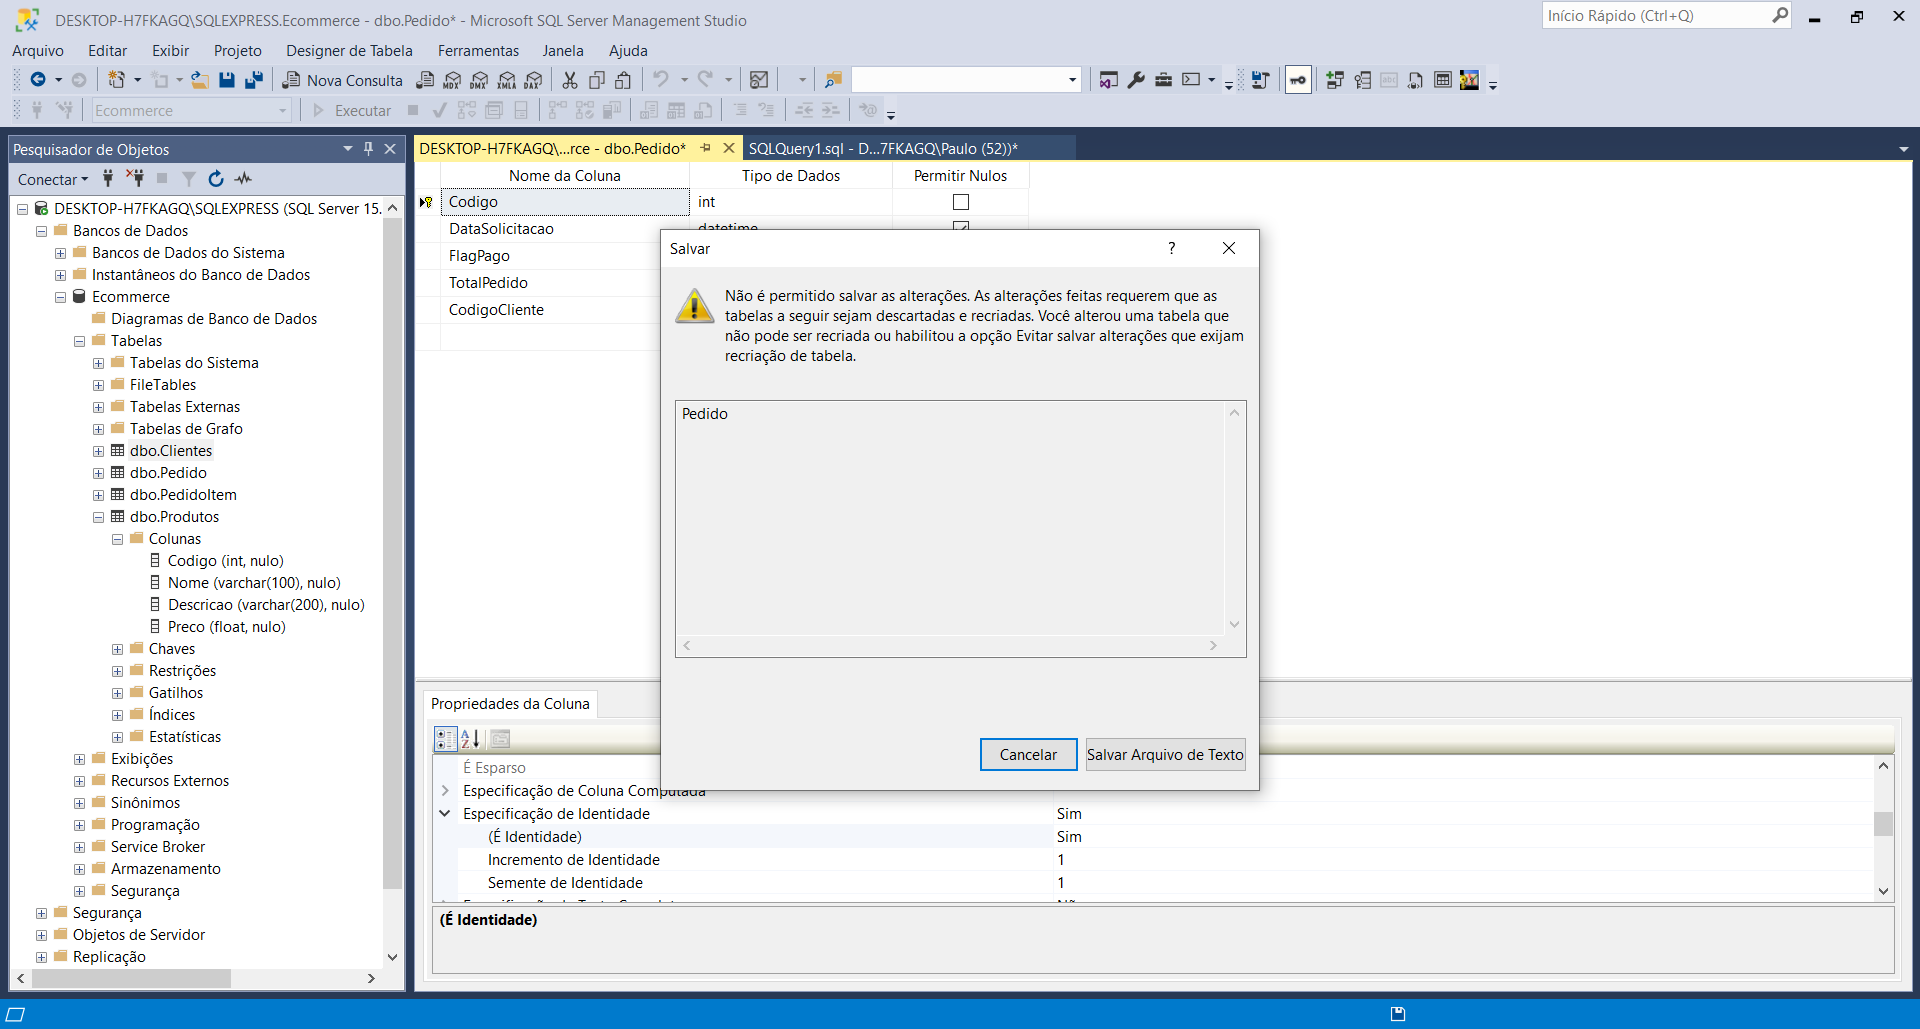 DESKTOP-H7FKAGQ\SQLEXPRESS.Ecommerce - dbo.Pedido* - Microsoft SQL Server Management Studio
Início Rápido (Ctrl+Q)
Arquivo Editar Exibir Projeto Designer de Tabela Ferramentas Janela Ajuda
Nova Consulta MDX DMX XMLA DAX
Ecommerce Executar
Pesquisador de Objetos
Conectar
DESKTOP-H7FKAGQ\SQLEXPRESS (SQL Server 15.
Bancos de Dados
Bancos de Dados do Sistema
Instantâneos do Banco de Dados
Ecommerce
Diagramas de Banco de Dados
Tabelas
Tabelas do Sistema
FileTables
Tabelas Externas
Tabelas de Grafo
dbo.Clientes
dbo.Pedido
dbo.PedidoItem
dbo.Produtos
Colunas
Codigo (int, nulo)
Nome (varchar(100), nulo)
Descricao (varchar(200), nulo)
Preco (float, nulo)
Chaves
Restrições
Gatilhos
Índices
Estatísticas
Exibições
Recursos Externos
Sinônimos
Programação
Service Broker
Armazenamento
Segurança
Segurança
Objetos de Servidor
Replicação
DESKTOP-H7FKAGQ\...rce - dbo.Pedido* SQLQuery1.sql - D...7FKAGQ\Paulo (52))*
Nome da Coluna Tipo de Dados Permitir Nulos
Codigo int
DataSolicitacao datetime
FlagPago
TotalPedido
CodigoCliente
Salvar ?
Não é permitido salvar as alterações. As alterações feitas requerem que as
tabelas a seguir sejam descartadas e recriadas. Você alterou uma tabela que
não pode ser recriada ou habilitou a opção Evitar salvar alterações que exijam
recriação de tabela.
Pedido
Cancelar Salvar Arquivo de Texto
Propriedades da Coluna
É Esparso
Especificação de Coluna Computada
Especificação de Identidade Sim
(É Identidade) Sim
Incremento de Identidade 1
Semente de Identidade 1
(É Identidade)